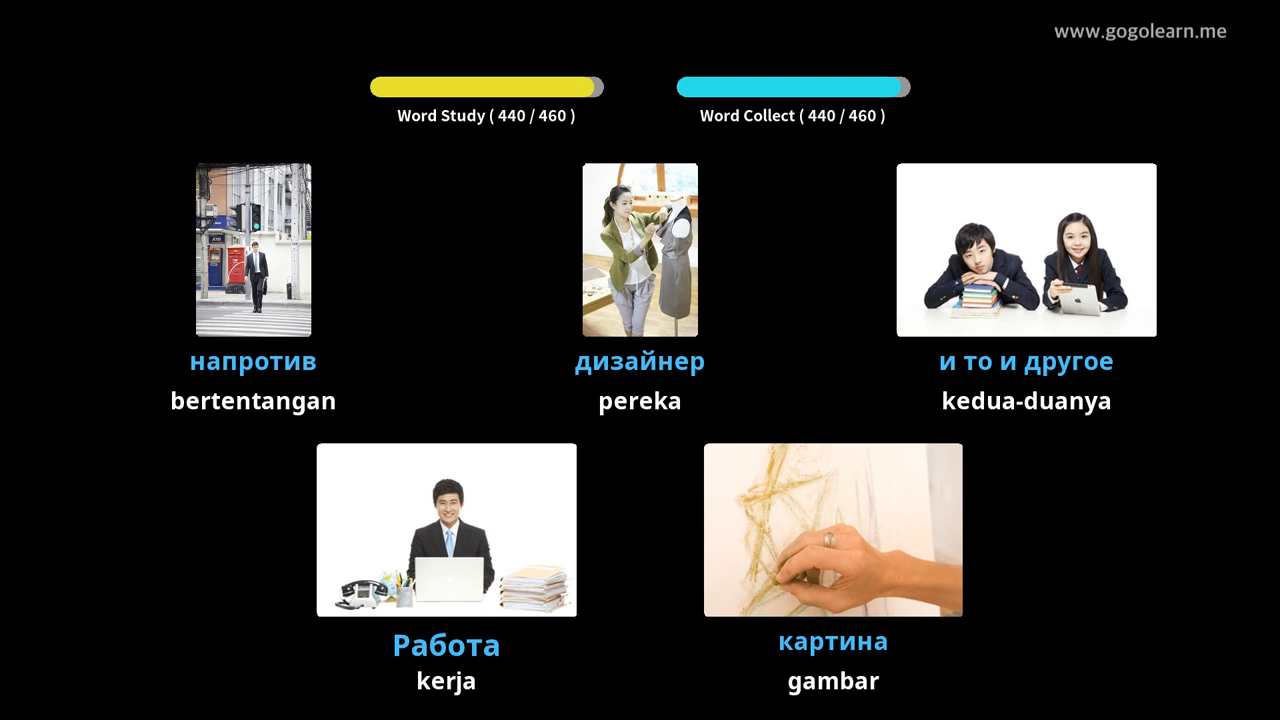 www.gogolearn.me
Word Study ( 440 / 460 )
Word Collect ( 440 / 460 )
напротив
bertentangan
дизайнер
pereka
и то и другое
kedua-duanya
Работа
kerja
картина
gambar